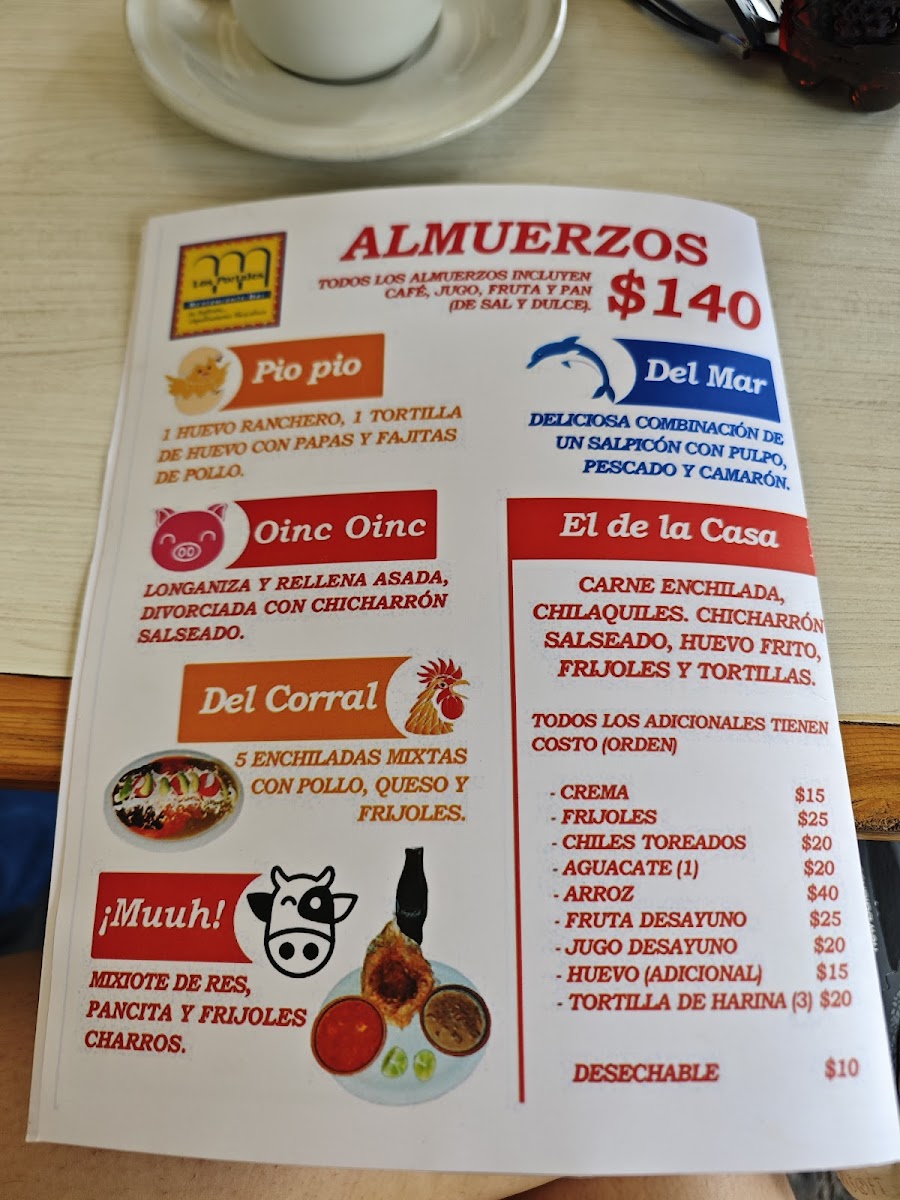 Los Portales
Restaurante-Bar
ALMUERZOS
TODOS LOS ALMUERZOS INCLUYEN
CAFÉ, JUGO, FRUTA Y PAN
(DE SAL Y DULCE).
$140
Pio pio
1 HUEVO RANCHERO, 1 TORTILLA
DE HUEVO CON PAPAS Y FAJITAS
DE POLLO.
Oinc Oinc
LONGANIZA Y RELLENA ASADA,
DIVORCIADA CON CHICHARRÓN
SALSEADO.
Del Corral
5 ENCHILADAS MIXTAS
CON POLLO, QUESO Y
FRIJOLES.
¡Muuh!
MIXIOTE DE RES,
PANCITA Y FRIJOLES
CHARROS.
Del Mar
DELICIOSA COMBINACIÓN DE
UN SALPICÓN CON PULPO,
PESCADO Y CAMARÓN.
El de la Casa
CARNE ENCHILADA,
CHILAQUILES. CHICHARRÓN
SALSEADO, HUEVO FRITO,
FRIJOLES Y TORTILLAS.
TODOS LOS ADICIONALES TIENEN
COSTO (ORDEN)
- CREMA $15
- FRIJOLES $25
- CHILES TOREADOS $20
- AGUACATE (1) $20
- ARROZ $40
- FRUTA DESAYUNO $25
- JUGO DESAYUNO $20
- HUEVO (ADICIONAL) $15
- TORTILLA DE HARINA (3) $20
DESECHABLE $10